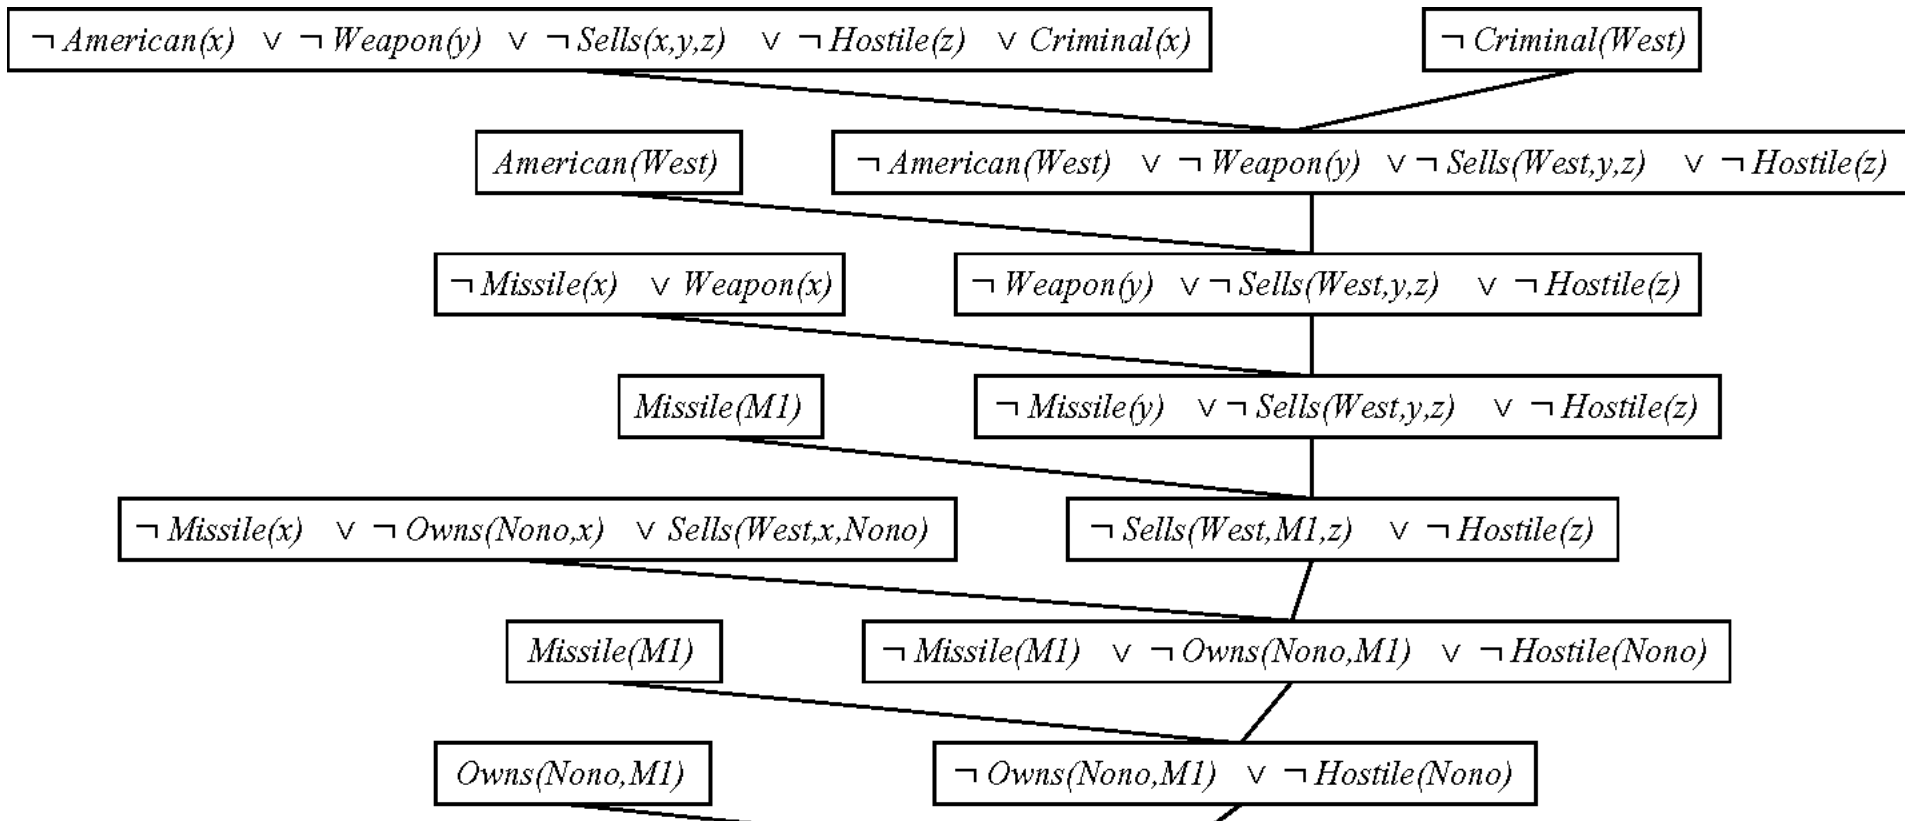 ¬ American(x) ∨ ¬ Weapon(y) ∨ ¬ Sells(x,y,z) ∨ ¬ Hostile(z) ∨ Criminal(x)
¬ Criminal(West)
American(West)
¬ American(West) ∨ ¬ Weapon(y) ∨ ¬ Sells(West,y,z) ∨ ¬ Hostile(z)
¬ Missile(x) ∨ Weapon(x)
¬ Weapon(y) ∨ ¬ Sells(West,y,z) ∨ ¬ Hostile(z)
Missile(M1)
¬ Missile(y) ∨ ¬ Sells(West,y,z) ∨ ¬ Hostile(z)
¬ Missile(x) ∨ ¬ Owns(Nono,x) ∨ Sells(West,x,Nono)
¬ Sells(West,M1,z) ∨ ¬ Hostile(z)
Missile(M1)
¬ Missile(M1) ∨ ¬ Owns(Nono,M1) ∨ ¬ Hostile(Nono)
Owns(Nono,M1)
¬ Owns(Nono,M1) ∨ ¬ Hostile(Nono)